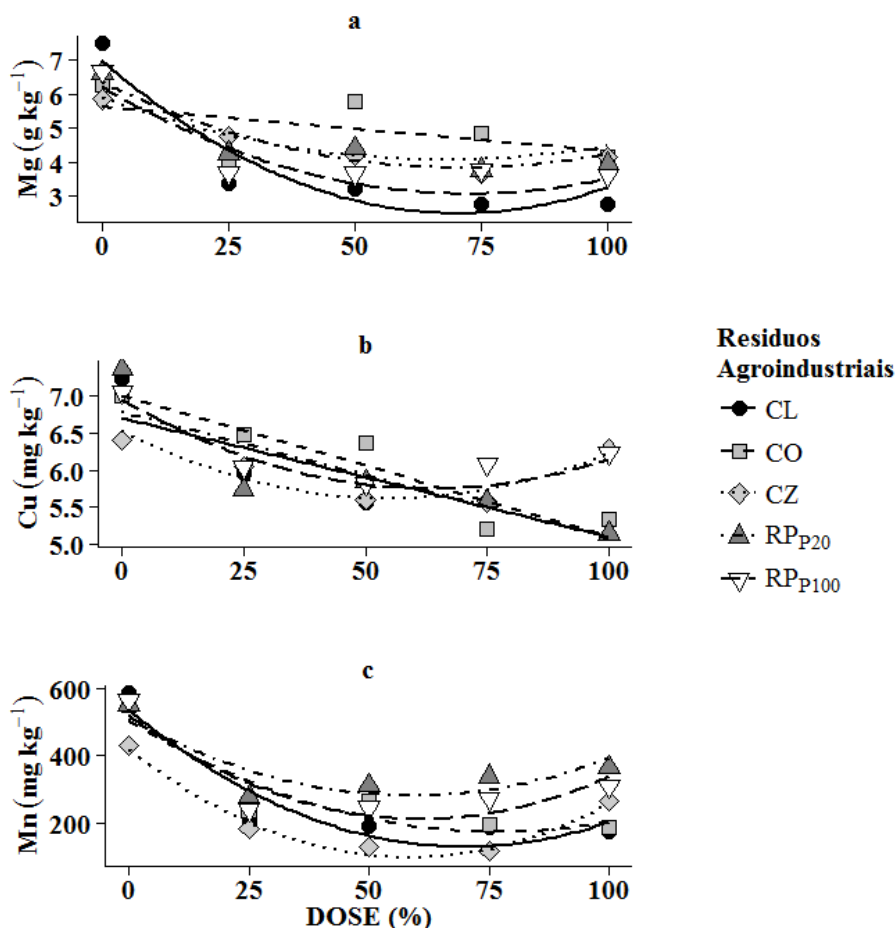 a
Mg (g kg⁻¹)
7
6
5
4
3
0 25 50 75 100
b
Cu (mg kg⁻¹)
7.0
6.5
6.0
5.5
5.0
0 25 50 75 100
Residuos
Agroindustriais
CL
CO
CZ
RP_P20
RP_P100
c
Mn (mg kg⁻¹)
600
400
200
0 25 50 75 100
DOSE (%)